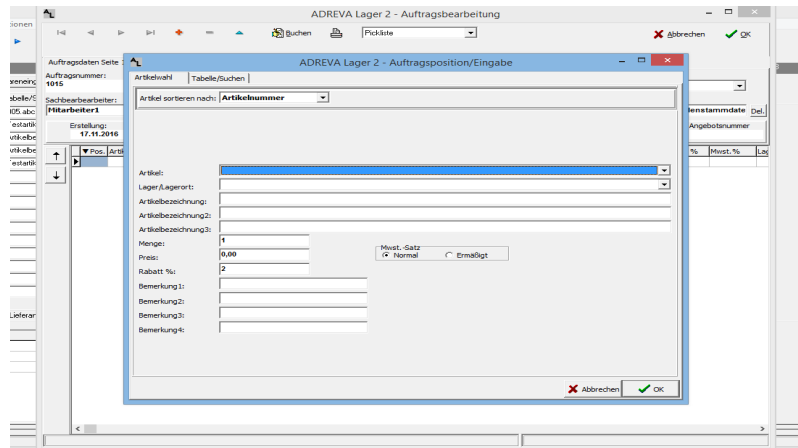 ADREVA Lager 2 - Auftragsbearbeitung
Buchen
Pickliste
Abbrechen
OK
Auftragsdaten Seite
Auftragsnummer:
1015
Sachbearbeiter:
Mitarbeiter1
Del.
Erstellung:
17.11.2016
Angebotsnummer
Pos.
%
Mwst.%
ADREVA Lager 2 - Auftragsposition/Eingabe
Artikelwahl
Tabelle/Suchen
Artikel sortieren nach:
Artikelnummer
Artikel:
Lager/Lagerort:
Artikelbezeichnung:
Artikelbezeichnung2:
Artikelbezeichnung3:
Menge:
1
Preis:
0,00
Mwst.-Satz
Normal
Ermäßigt
Rabatt %:
2
Bemerkung1:
Bemerkung2:
Bemerkung3:
Bemerkung4:
Abbrechen
OK